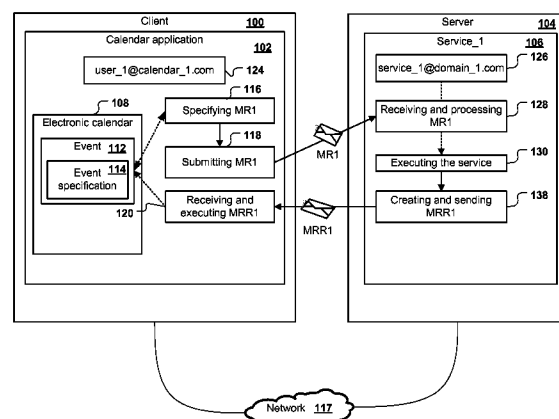 Client 100
Calendar application
102
user_1@calendar_1.com
124
108
Electronic calendar
Event 112
114
Event
specification
116
Specifying MR1
118
Submitting MR1
120
Receiving and
executing MRR1
MR1
MRR1
Server 104
Service_1
106
service_1@domain_1.com
126
Receiving and processing
MR1
128
Executing the service
130
Creating and sending
MRR1
138
Network 117